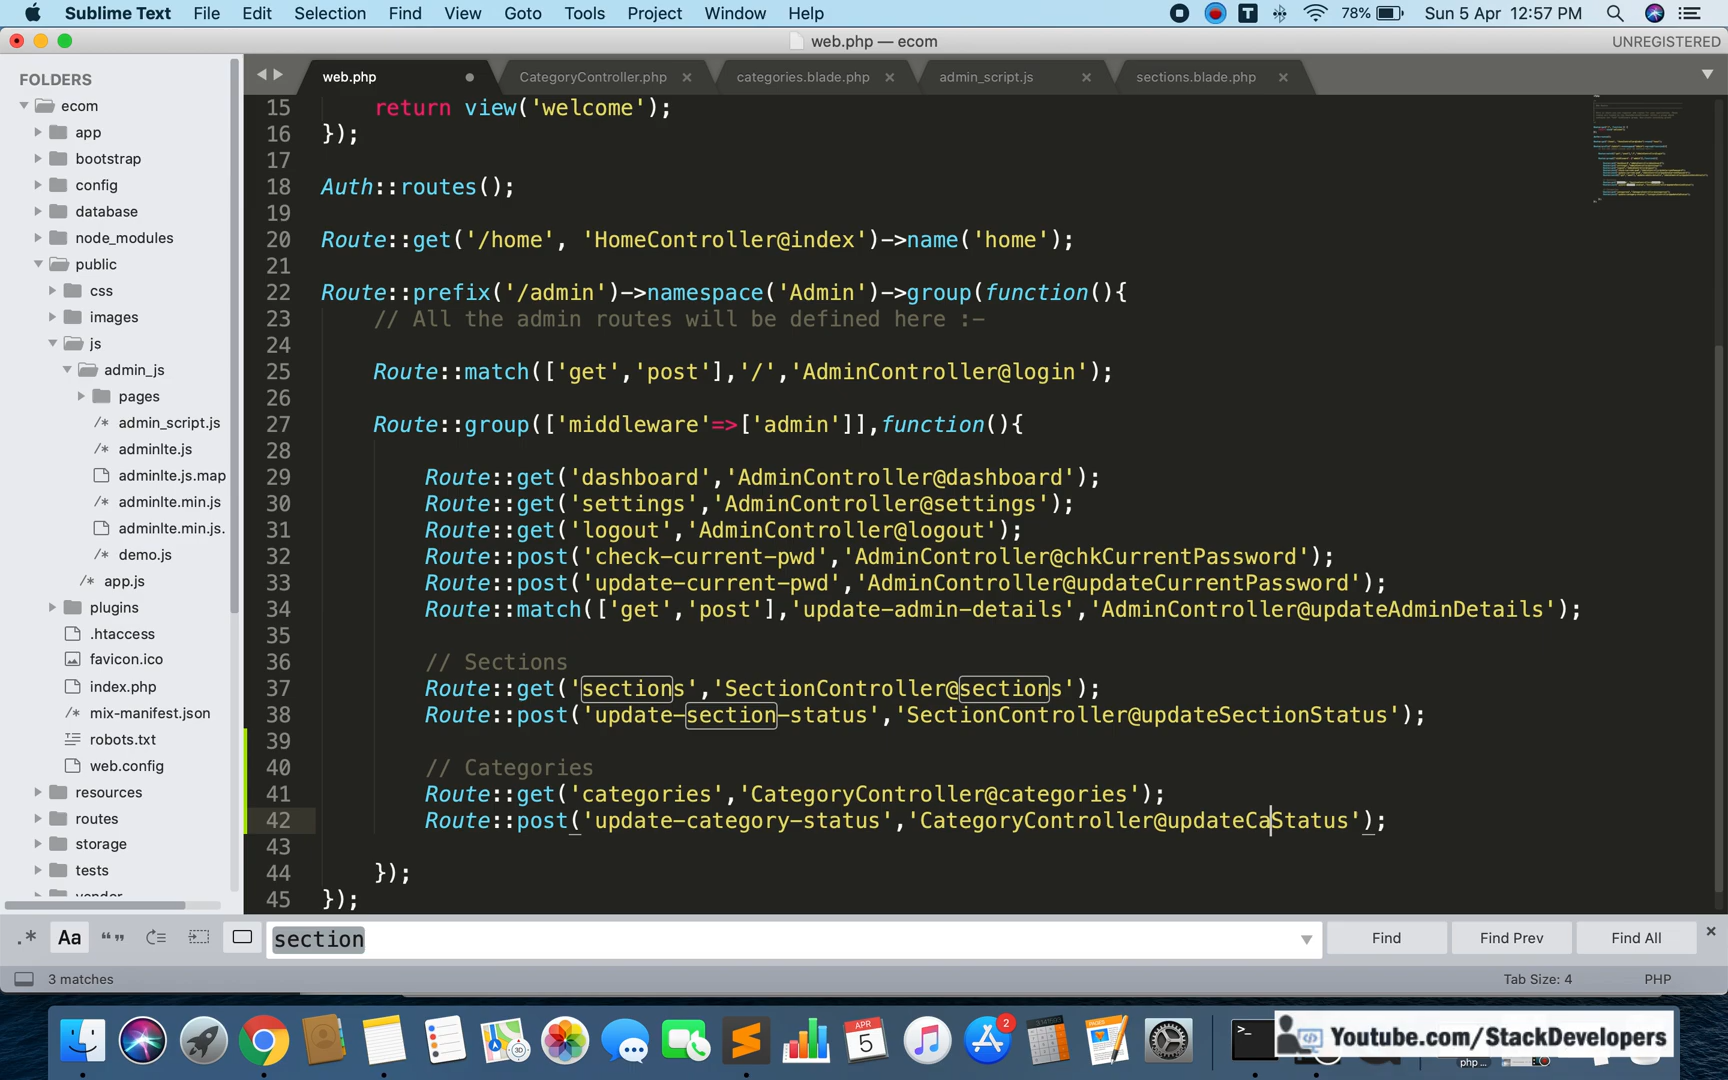 Sublime Text File Edit Selection Find View Goto Tools Project Window Help 78% Sun 5 Apr 12:57 PM
web.php — ecom UNREGISTERED
FOLDERS
ecom
app
bootstrap
config
database
node_modules
public
css
images
js
admin_js
pages
admin_script.js
adminlte.js
adminlte.js.map
adminlte.min.js
adminlte.min.js.
demo.js
app.js
plugins
.htaccess
favicon.ico
index.php
mix-manifest.json
robots.txt
web.config
resources
routes
storage
tests
web.php CategoryController.php categories.blade.php admin_script.js sections.blade.php
15 return view('welcome');
16 });
17
18 Auth::routes();
19
20 Route::get('/home', 'HomeController@index')->name('home');
21
22 Route::prefix('/admin')->namespace('Admin')->group(function(){
23 // All the admin routes will be defined here :-
24
25 Route::match(['get','post'],'/','AdminController@login');
26
27 Route::group(['middleware'=>['admin']],function(){
28
29 Route::get('dashboard','AdminController@dashboard');
30 Route::get('settings','AdminController@settings');
31 Route::get('logout','AdminController@logout');
32 Route::post('check-current-pwd','AdminController@chkCurrentPassword');
33 Route::post('update-current-pwd','AdminController@updateCurrentPassword');
34 Route::match(['get','post'],'update-admin-details','AdminController@updateAdminDetails');
35
36 // Sections
37 Route::get('sections','SectionController@sections');
38 Route::post('update-section-status','SectionController@updateSectionStatus');
39
40 // Categories
41 Route::get('categories','CategoryController@categories');
42 Route::post('update-category-status','CategoryController@updateCaStatus');
43
44 });
45 });
.* Aa “” section Find Find Prev Find All
3 matches Tab Size: 4 PHP
APR
5
3D
2
>_
php ...
Youtube.com/StackDevelopers